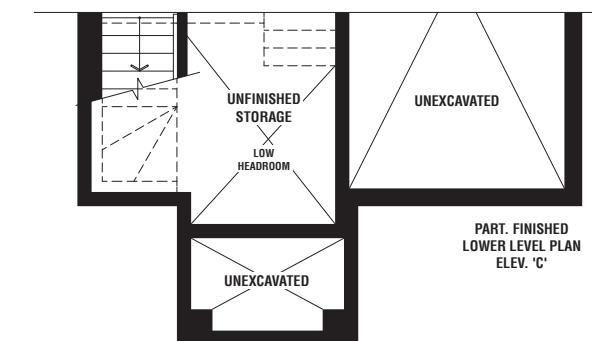 UNFINISHED
STORAGE
LOW
HEADROOM
UNEXCAVATED
UNEXCAVATED
PART. FINISHED
LOWER LEVEL PLAN
ELEV. 'C'